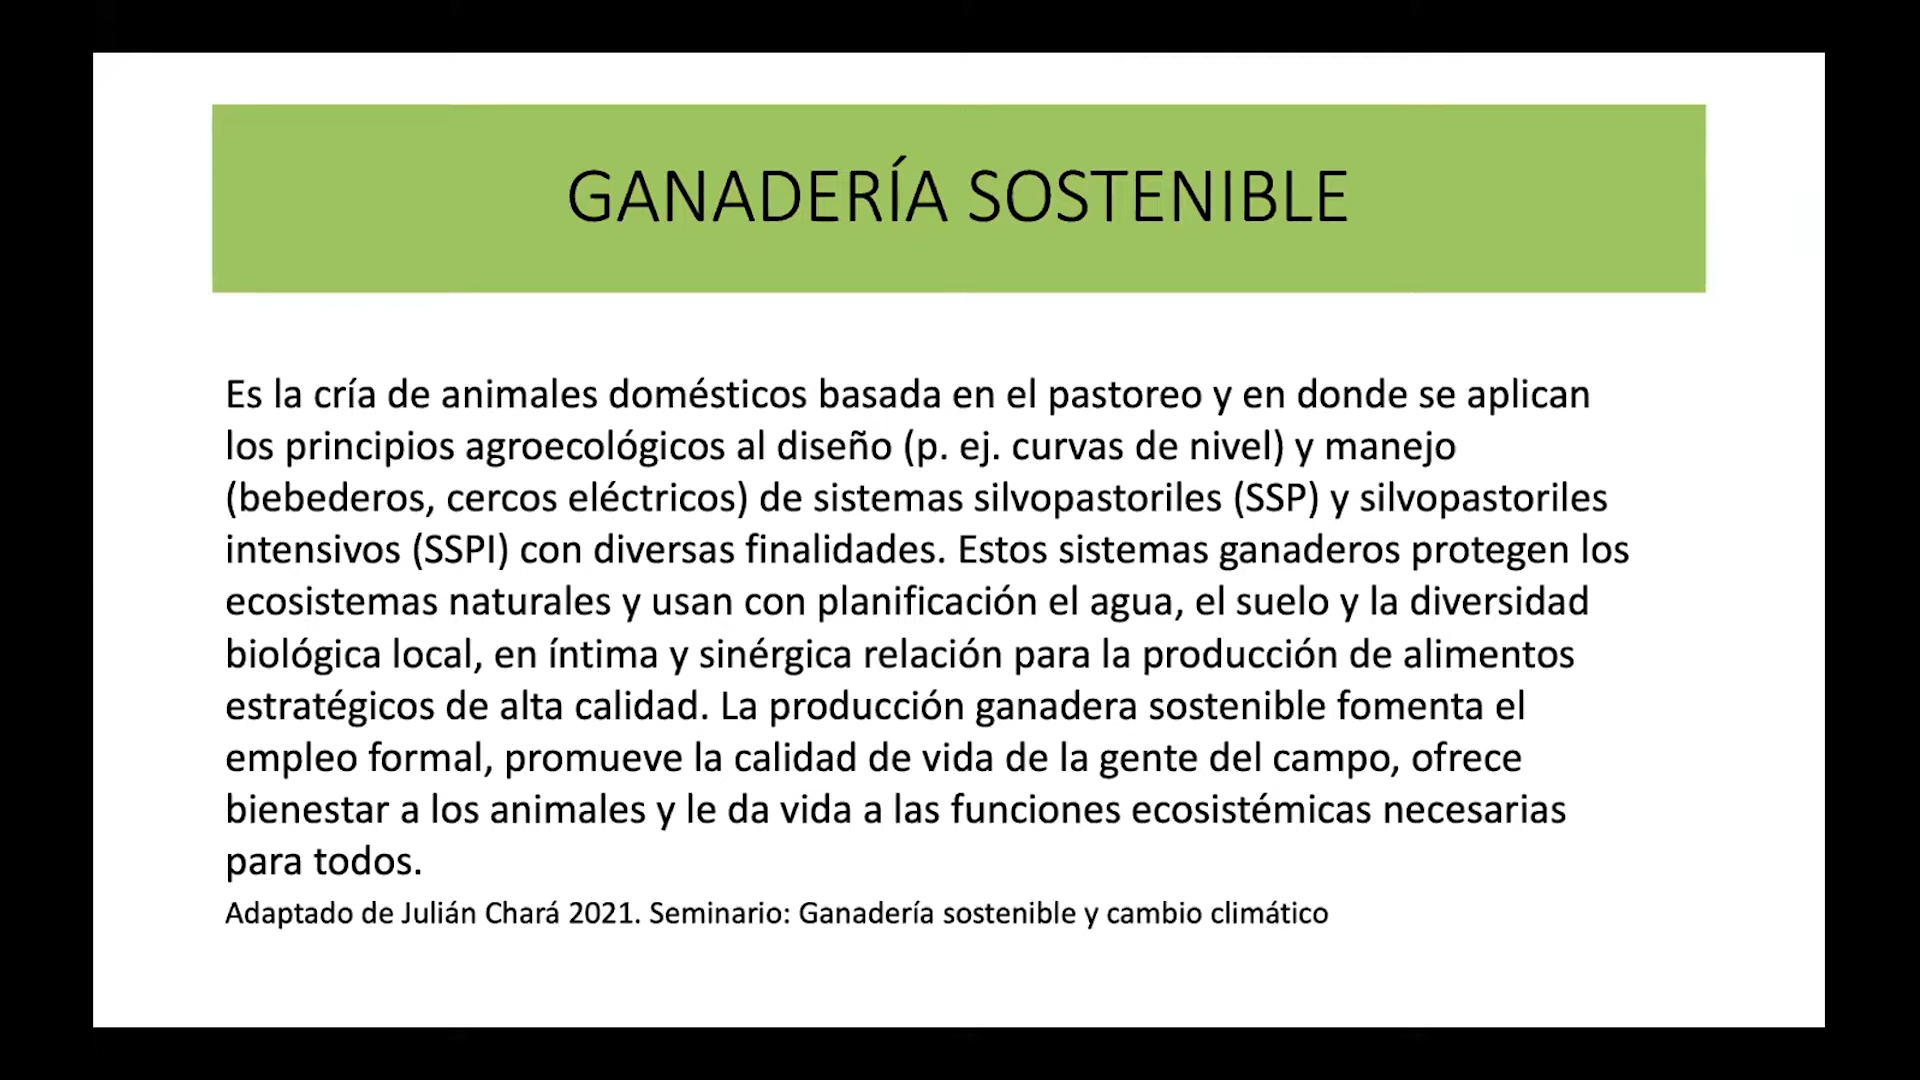 GANADERÍA SOSTENIBLE
Es la cría de animales domésticos basada en el pastoreo y en donde se aplican
los principios agroecológicos al diseño (p. ej. curvas de nivel) y manejo
(bebederos, cercos eléctricos) de sistemas silvopastoriles (SSP) y silvopastoriles
intensivos (SSPI) con diversas finalidades. Estos sistemas ganaderos protegen los
ecosistemas naturales y usan con planificación el agua, el suelo y la diversidad
biológica local, en íntima y sinérgica relación para la producción de alimentos
estratégicos de alta calidad. La producción ganadera sostenible fomenta el
empleo formal, promueve la calidad de vida de la gente del campo, ofrece
bienestar a los animales y le da vida a las funciones ecosistémicas necesarias
para todos.
Adaptado de Julián Chará 2021. Seminario: Ganadería sostenible y cambio climático